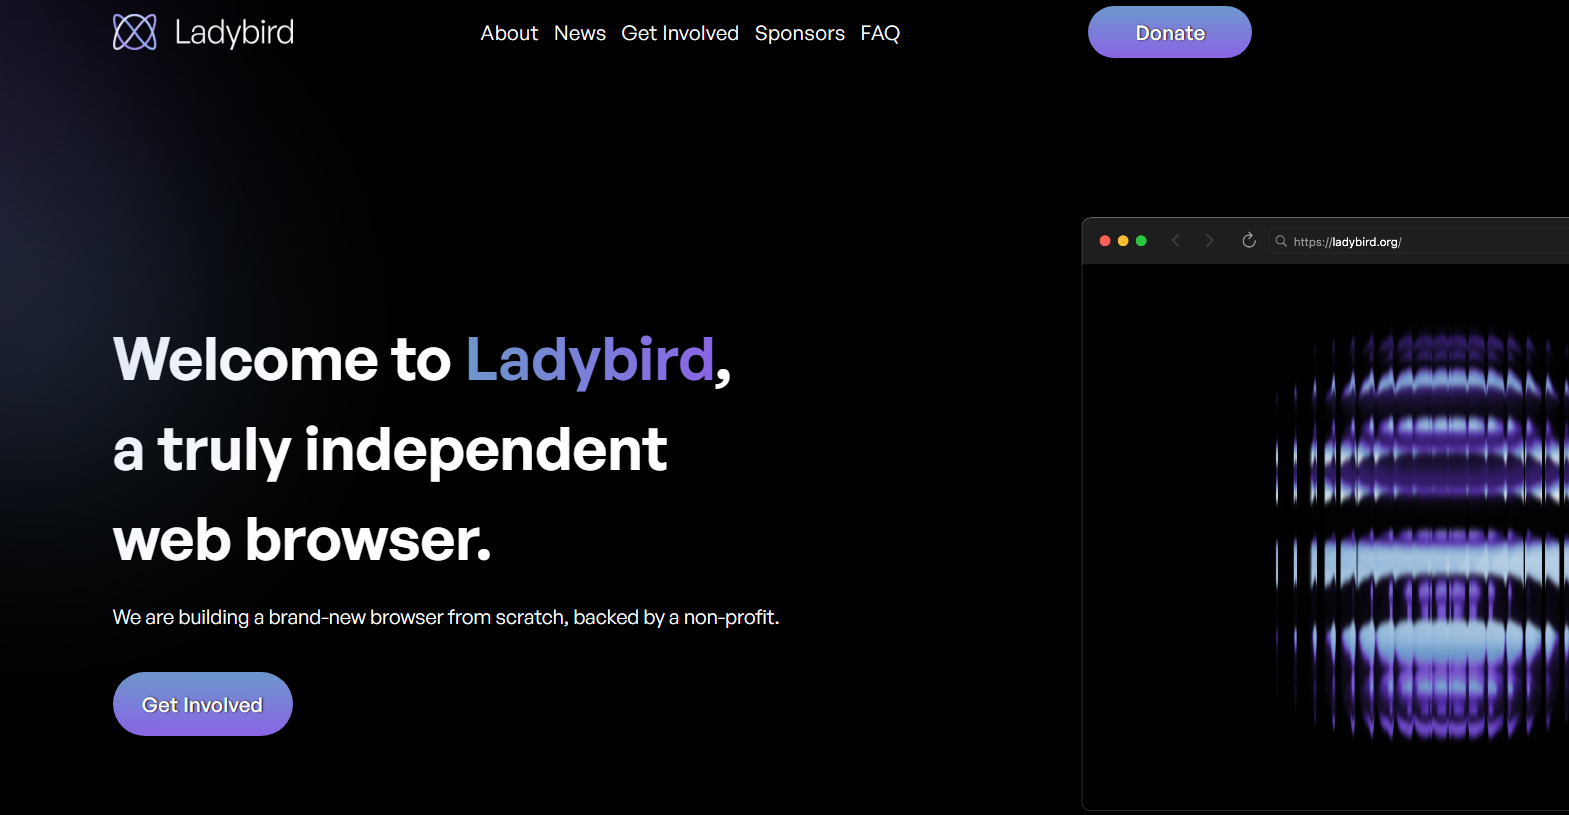 Ladybird
About News Get Involved Sponsors FAQ
Donate
https://ladybird.org/
Welcome to Ladybird,
a truly independent
web browser.
We are building a brand-new browser from scratch, backed by a non-profit.
Get Involved